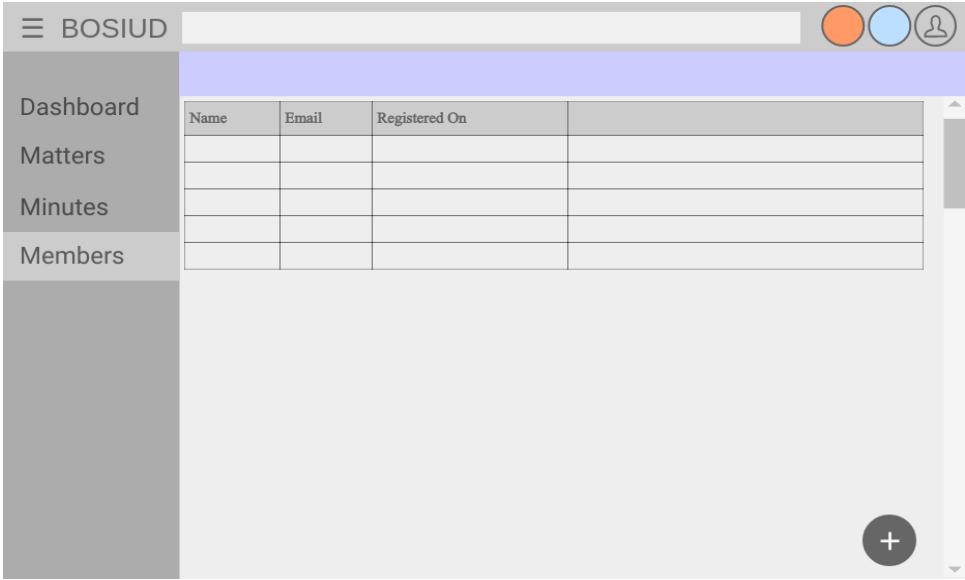 ☰ BOSIUD
Dashboard
Matters
Minutes
Members
Name Email Registered On
+